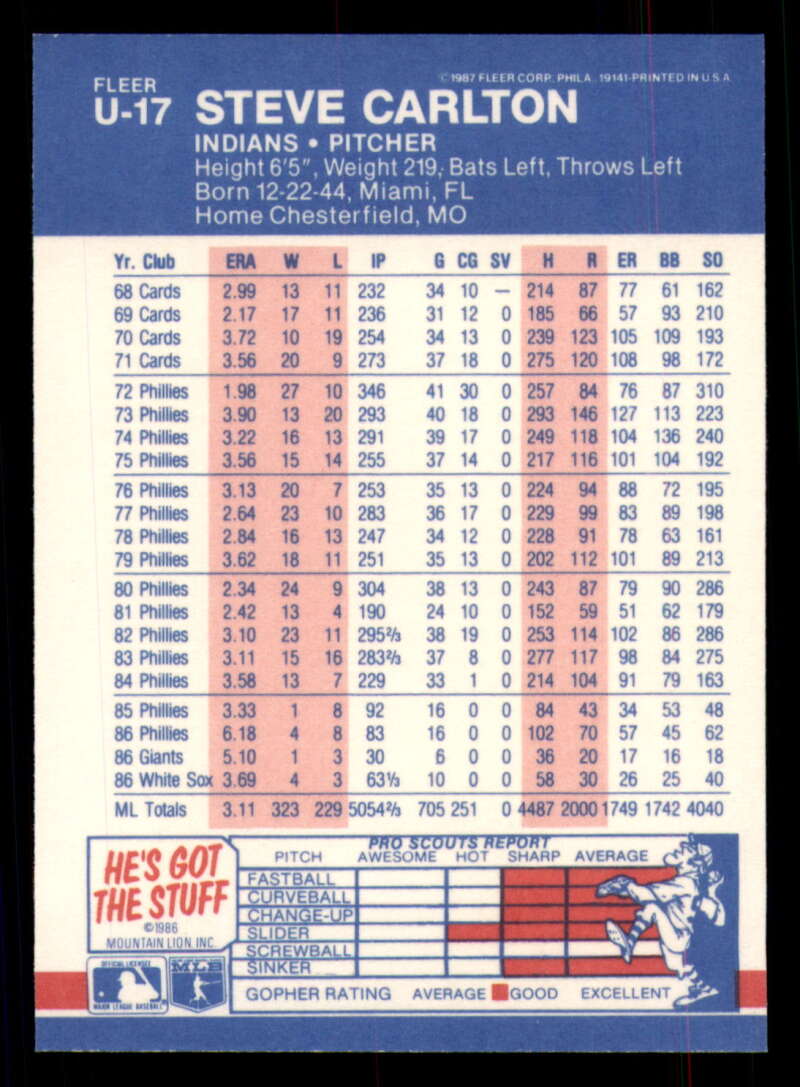 ©1987 FLEER CORP. PHILA. 19141-PRINTED IN U.S.A.
FLEER
U-17 STEVE CARLTON
INDIANS • PITCHER
Height 6'5", Weight 219, Bats Left, Throws Left
Born 12-22-44, Miami, FL
Home Chesterfield, MO
Yr. Club ERA W L IP G CG SV H R ER BB SO
68 Cards 2.99 13 11 232 34 10 — 214 87 77 61 162
69 Cards 2.17 17 11 236 31 12 0 185 66 57 93 210
70 Cards 3.72 10 19 254 34 13 0 239 123 105 109 193
71 Cards 3.56 20 9 273 37 18 0 275 120 108 98 172
72 Phillies 1.98 27 10 346 41 30 0 257 84 76 87 310
73 Phillies 3.90 13 20 293 40 18 0 293 146 127 113 223
74 Phillies 3.22 16 13 291 39 17 0 249 118 104 136 240
75 Phillies 3.56 15 14 255 37 14 0 217 116 101 104 192
76 Phillies 3.13 20 7 253 35 13 0 224 94 88 72 195
77 Phillies 2.64 23 10 283 36 17 0 229 99 83 89 198
78 Phillies 2.84 16 13 247 34 12 0 228 91 78 63 161
79 Phillies 3.62 18 11 251 35 13 0 202 112 101 89 213
80 Phillies 2.34 24 9 304 38 13 0 243 87 79 90 286
81 Phillies 2.42 13 4 190 24 10 0 152 59 51 62 179
82 Phillies 3.10 23 11 295⅔ 38 19 0 253 114 102 86 286
83 Phillies 3.11 15 16 283⅔ 37 8 0 277 117 98 84 275
84 Phillies 3.58 13 7 229 33 1 0 214 104 91 79 163
85 Phillies 3.33 1 8 92 16 0 0 84 43 34 53 48
86 Phillies 6.18 4 8 83 16 0 0 102 70 57 45 62
86 Giants 5.10 1 3 30 6 0 0 36 20 17 16 18
86 White Sox 3.69 4 3 63⅓ 10 0 0 58 30 26 25 40
ML Totals 3.11 323 229 5054⅔ 705 251 0 4487 2000 1749 1742 4040
HE'S GOT
THE STUFF
©1986
MOUNTAIN LION, INC.
OFFICIAL LICENSEE
MAJOR LEAGUE BASEBALL
MLB
PRO SCOUTS REPORT
PITCH AWESOME HOT SHARP AVERAGE
FASTBALL
CURVEBALL
CHANGE-UP
SLIDER
SCREWBALL
SINKER
GOPHER RATING AVERAGE GOOD EXCELLENT